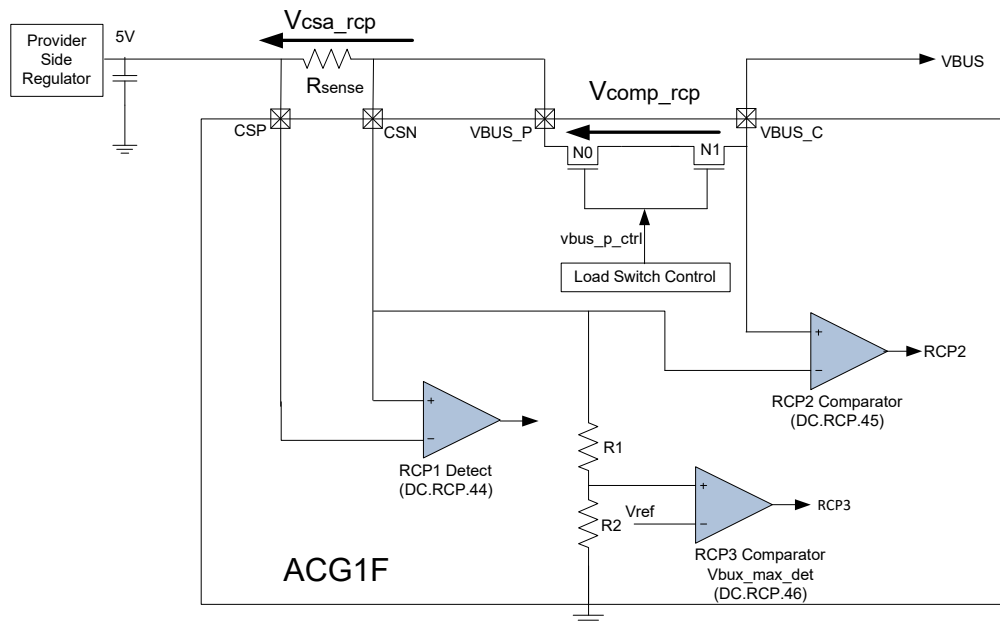 Provider
Side
Regulator
5V
Vcsa_rcp
Rsense
VBUS
Vcomp_rcp
CSP
CSN
VBUS_P
VBUS_C
N0
N1
vbus_p_ctrl
Load Switch Control
+
−
RCP2
RCP2 Comparator
(DC.RCP.45)
+
−
RCP1 Detect
(DC.RCP.44)
R1
R2
Vref
+
−
RCP3
RCP3 Comparator
Vbux_max_det
(DC.RCP.46)
ACG1F